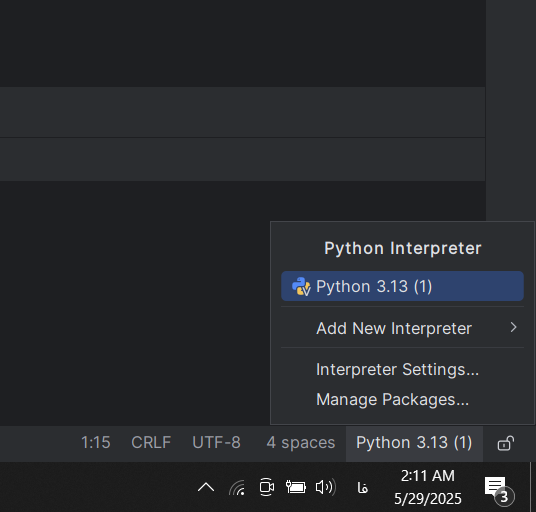 Python Interpreter
Python 3.13 (1)
Add New Interpreter
Interpreter Settings...
Manage Packages...
1:15 CRLF UTF-8 4 spaces Python 3.13 (1)
فا 2:11 AM
5/29/2025 3